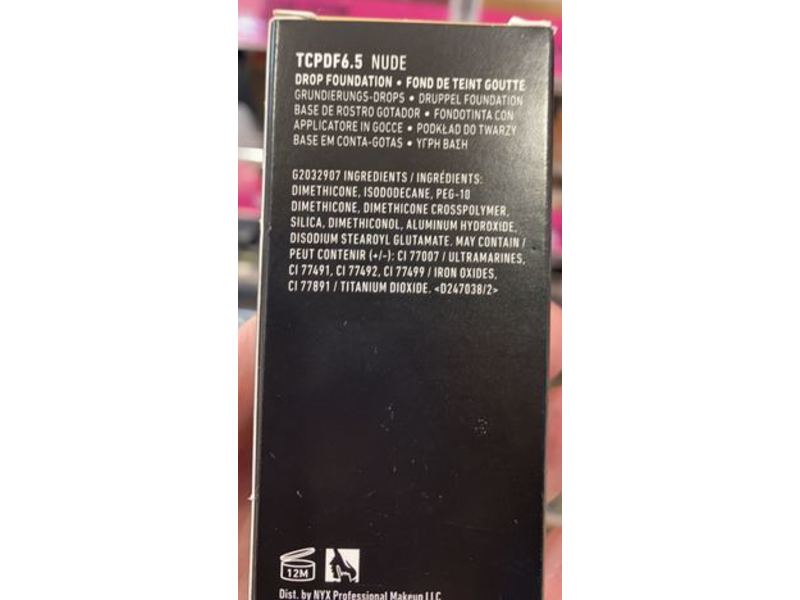 TCPDF6.5 NUDE
DROP FOUNDATION • FOND DE TEINT GOUTTE
GRUNDIERUNGS-DROPS • DRUPPEL FOUNDATION
BASE DE ROSTRO GOTADOR • FONDOTINTA CON
APPLICATORE IN GOCCE • PODKŁAD DO TWARZY
BASE EM CONTA-GOTAS • ΥΓΡΗ ΒΑΣΗ
G2032907 INGREDIENTS / INGRÉDIENTS:
DIMETHICONE, ISODODECANE, PEG-10
DIMETHICONE, DIMETHICONE CROSSPOLYMER,
SILICA, DIMETHICONOL, ALUMINUM HYDROXIDE,
DISODIUM STEAROYL GLUTAMATE. MAY CONTAIN /
PEUT CONTENIR (+/-): CI 77007 / ULTRAMARINES,
CI 77491, CI 77492, CI 77499 / IRON OXIDES,
CI 77891 / TITANIUM DIOXIDE. <D247038/2>
12M
Dist. by NYX Professional Makeup LLC